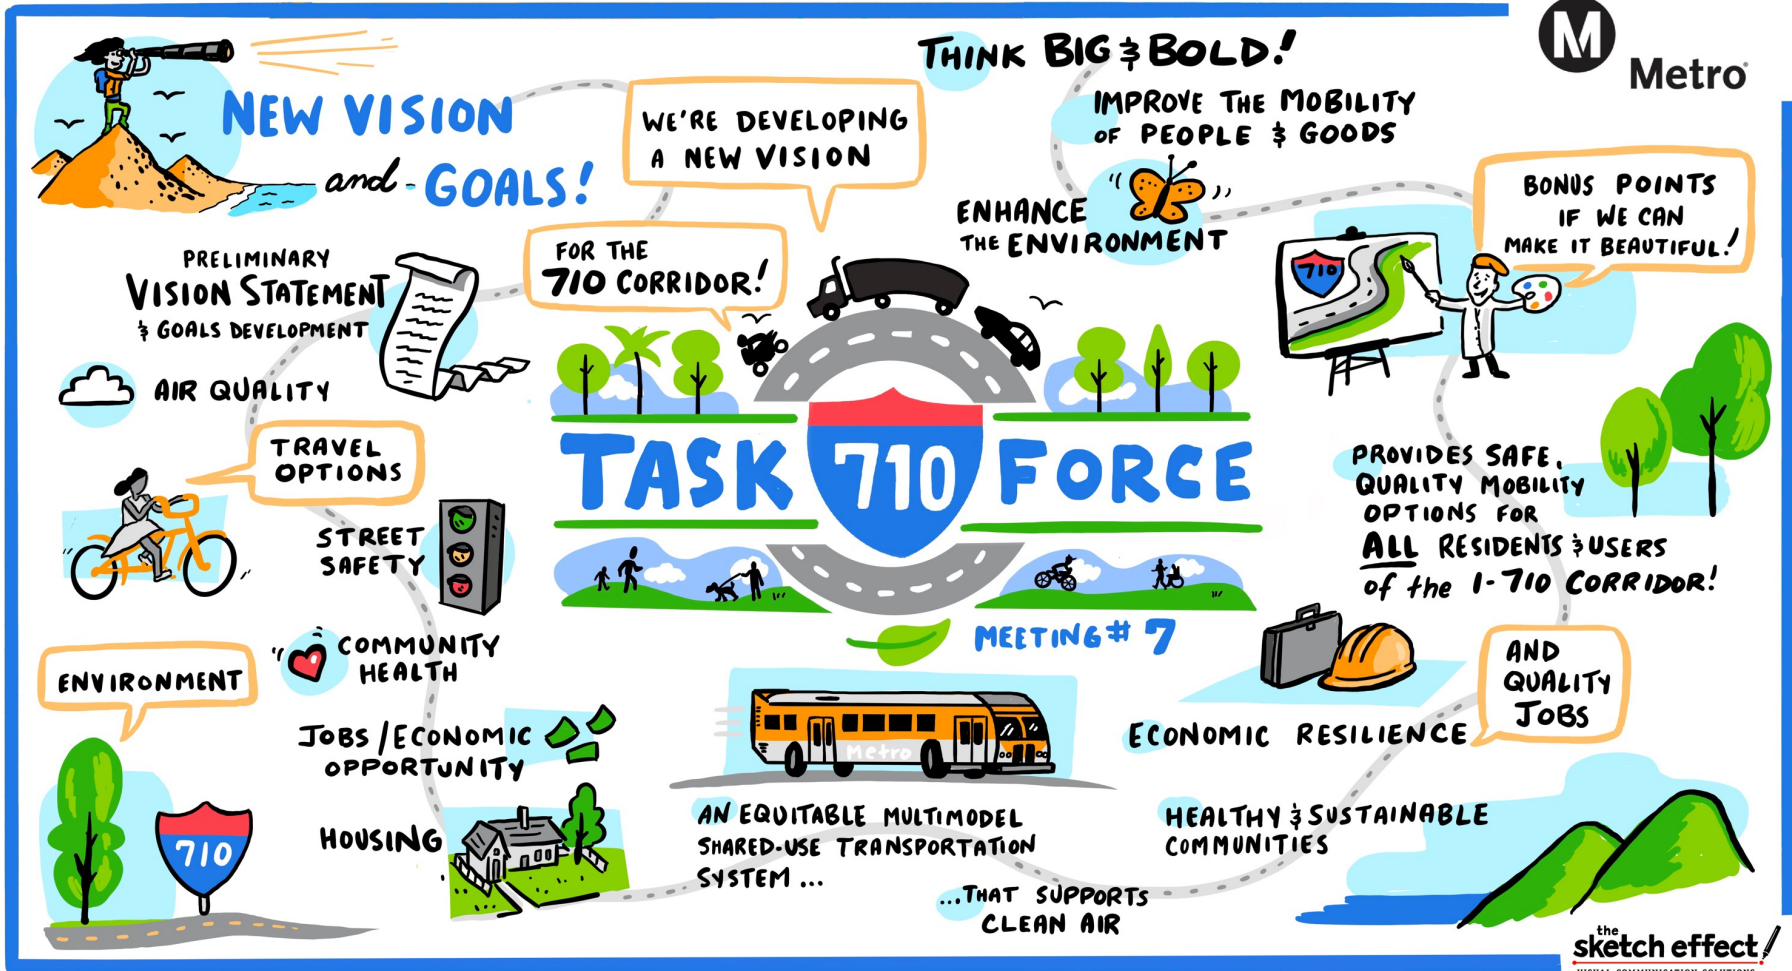 NEW VISION
and - GOALS!
WE'RE DEVELOPING
A NEW VISION
FOR THE
710 CORRIDOR!
THINK BIG & BOLD!
IMPROVE THE MOBILITY
OF PEOPLE & GOODS
ENHANCE
THE ENVIRONMENT
M
Metro
BONUS POINTS
IF WE CAN
MAKE IT BEAUTIFUL!
710
PRELIMINARY
VISION STATEMENT
& GOALS DEVELOPMENT
AIR QUALITY
TRAVEL
OPTIONS
STREET
SAFETY
COMMUNITY
HEALTH
ENVIRONMENT
JOBS/ECONOMIC
OPPORTUNITY
HOUSING
710
TASK 710 FORCE
MEETING # 7
Metro
AN EQUITABLE MULTIMODEL
SHARED-USE TRANSPORTATION
SYSTEM ...
...THAT SUPPORTS
CLEAN AIR
PROVIDES SAFE,
QUALITY MOBILITY
OPTIONS FOR
ALL RESIDENTS & USERS
of the I-710 CORRIDOR!
AND
QUALITY
JOBS
ECONOMIC RESILIENCE
HEALTHY & SUSTAINABLE
COMMUNITIES
the
sketch effect
VISUAL COMMUNICATION SOLUTIONS